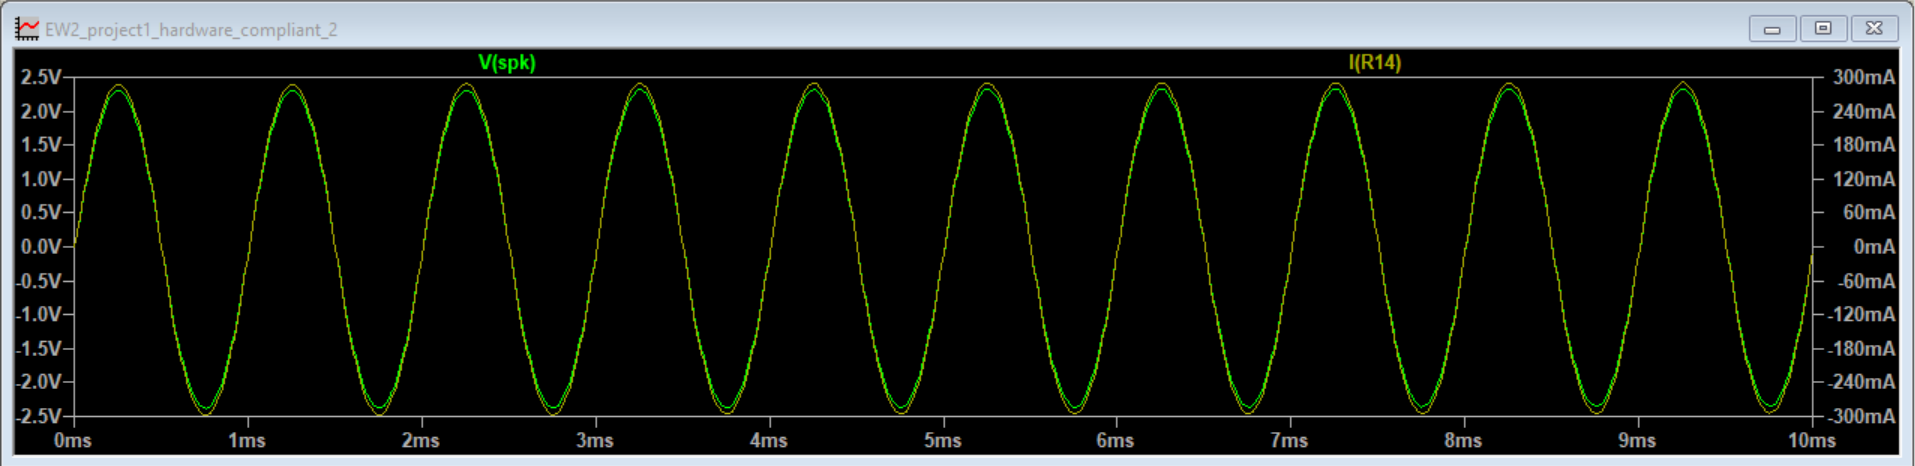 EW2_project1_hardware_compliant_2
V(spk) I(R14)
2.5V 300mA
2.0V 240mA
1.5V 180mA
1.0V 120mA
0.5V 60mA
0.0V 0mA
-0.5V -60mA
-1.0V -120mA
-1.5V -180mA
-2.0V -240mA
-2.5V -300mA
0ms 1ms 2ms 3ms 4ms 5ms 6ms 7ms 8ms 9ms 10ms